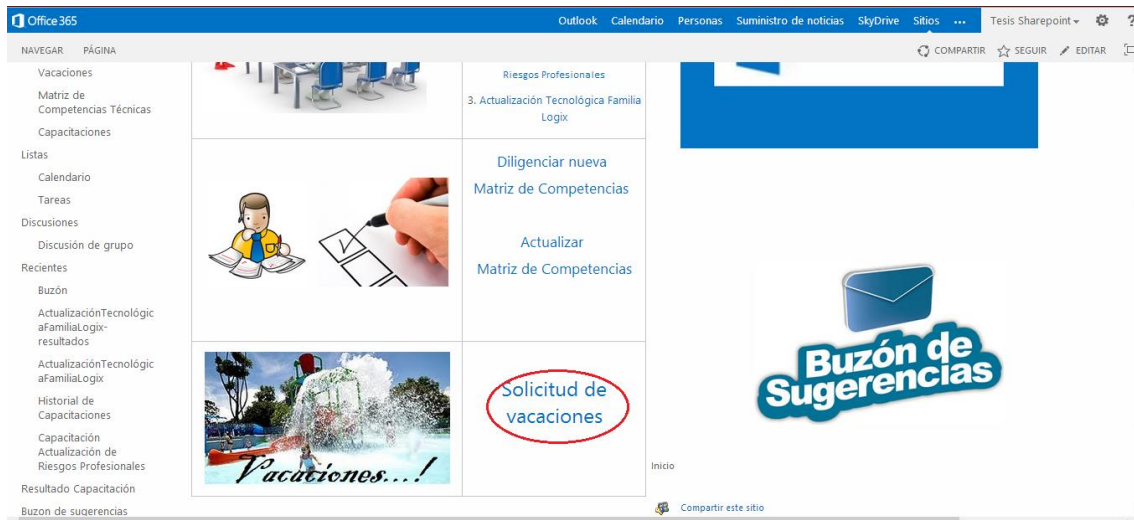 Office 365
Outlook Calendario Personas Suministro de noticias SkyDrive Sitios ... Tesis Sharepoint ?
NAVEGAR PÁGINA
COMPARTIR SEGUIR EDITAR
Vacaciones
Matriz de
Competencias Técnicas
Capacitaciones
Listas
Calendario
Tareas
Discusiones
Discusión de grupo
Recientes
Buzón
ActualizaciónTecnológic
aFamiliaLogix-
resultados
ActualizaciónTecnológic
aFamiliaLogix
Historial de
Capacitaciones
Capacitación
Actualización de
Riesgos Profesionales
Resultado Capacitación
Buzon de sugerencias
Riesgos Profesionales
3. Actualización Tecnológica Familia
Logix
Diligenciar nueva
Matriz de Competencias
Actualizar
Matriz de Competencias
Vacaciones....!
Solicitud de
vacaciones
Buzón de
Sugerencias
Inicio
Compartir este sitio